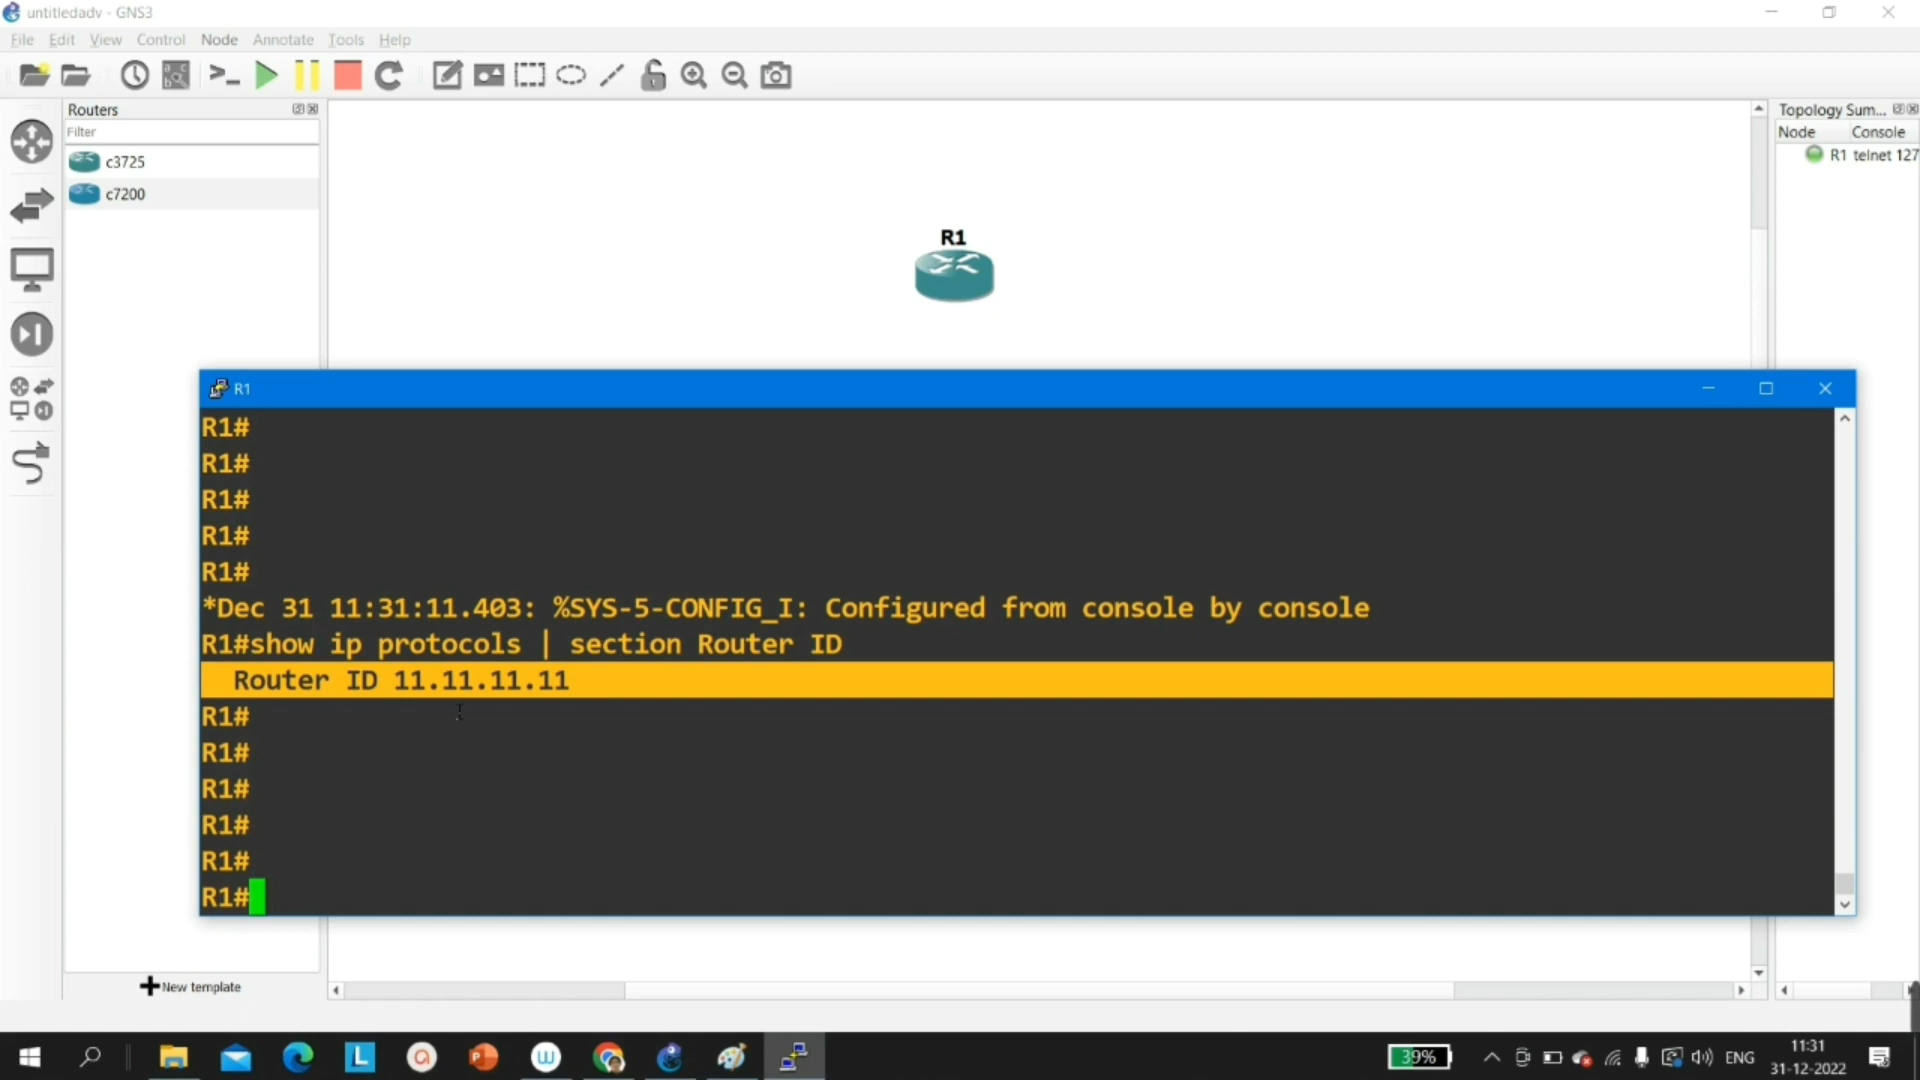 untitledadv - GNS3
File Edit View Control Node Annotate Tools Help
Routers
Filter
c3725
c7200
New template
R1
Topology Sum...
Node Console
R1 telnet 127
R1
R1#
R1#
R1#
R1#
R1#
*Dec 31 11:31:11.403: %SYS-5-CONFIG_I: Configured from console by console
R1#show ip protocols | section Router ID
Router ID 11.11.11.11
R1#
R1#
R1#
R1#
R1#
R1#
39%
ENG
11:31
31-12-2022